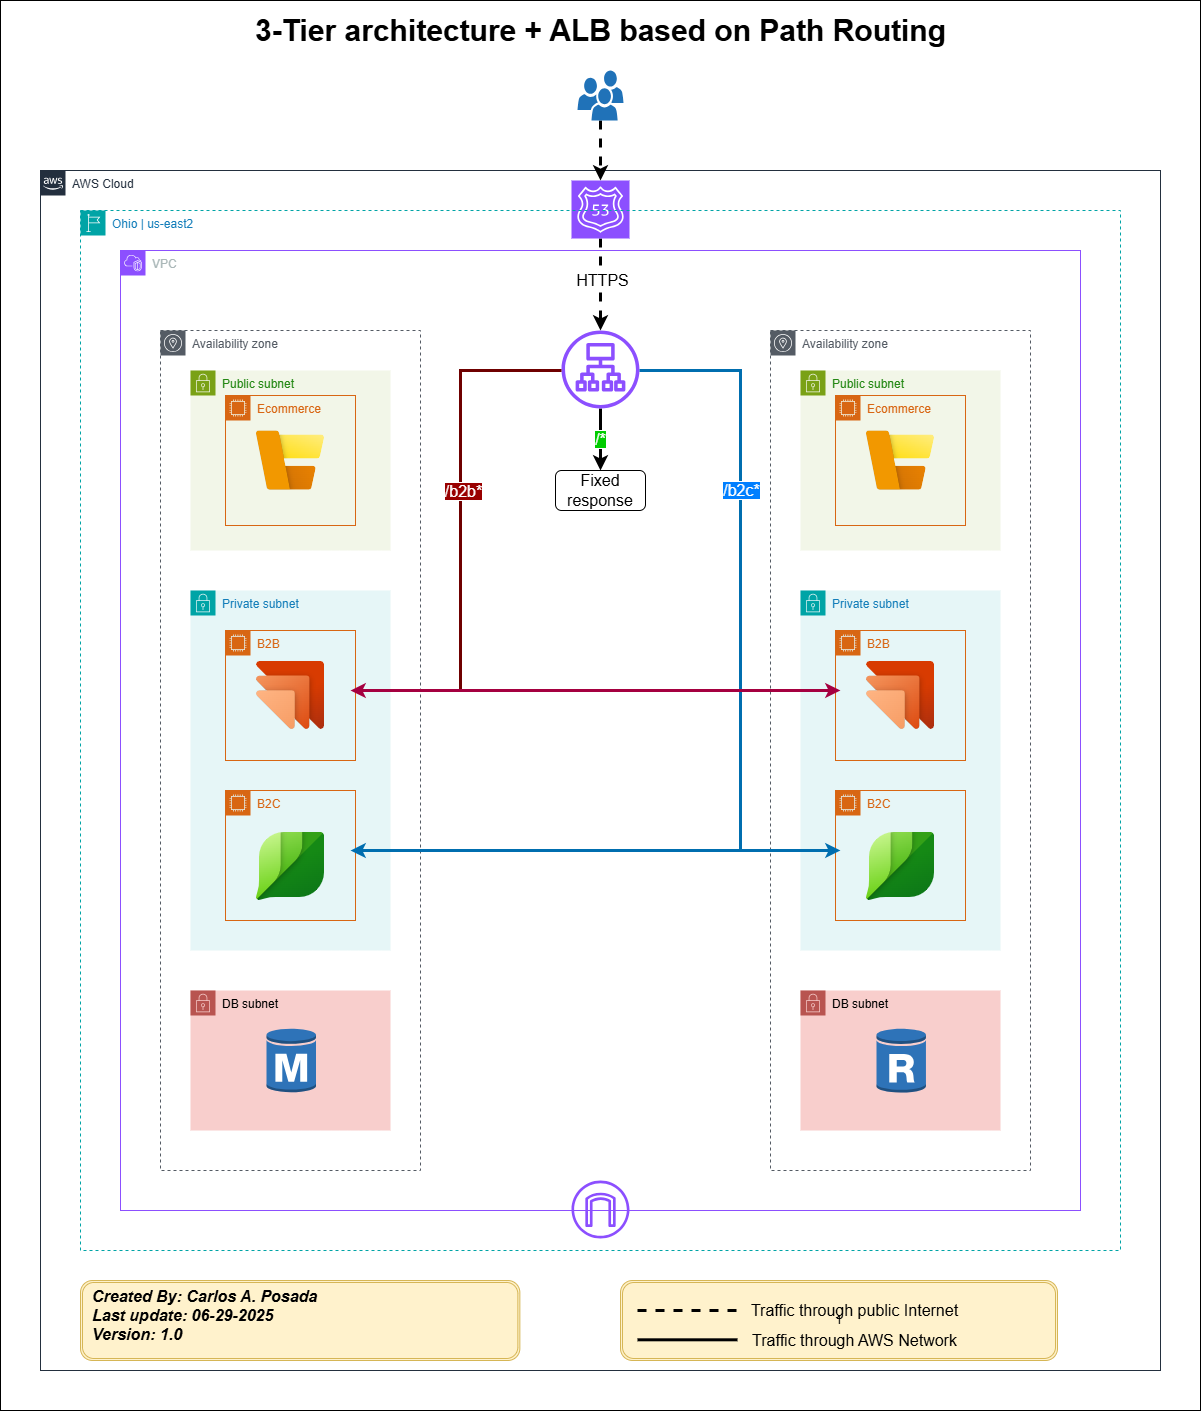 3-Tier architecture + ALB based on Path Routing
aws
AWS Cloud
53
Ohio | us-east2
VPC
HTTPS
Availability zone
Availability zone
Public subnet
Public subnet
Ecommerce
Ecommerce
/*
Fixed
response
/b2b*
/b2c*
Private subnet
Private subnet
B2B
B2B
B2C
B2C
DB subnet
DB subnet
M
R
Created By: Carlos A. Posada
Last update: 06-29-2025
Version: 1.0
Traffic through public Internet
Traffic through AWS Network